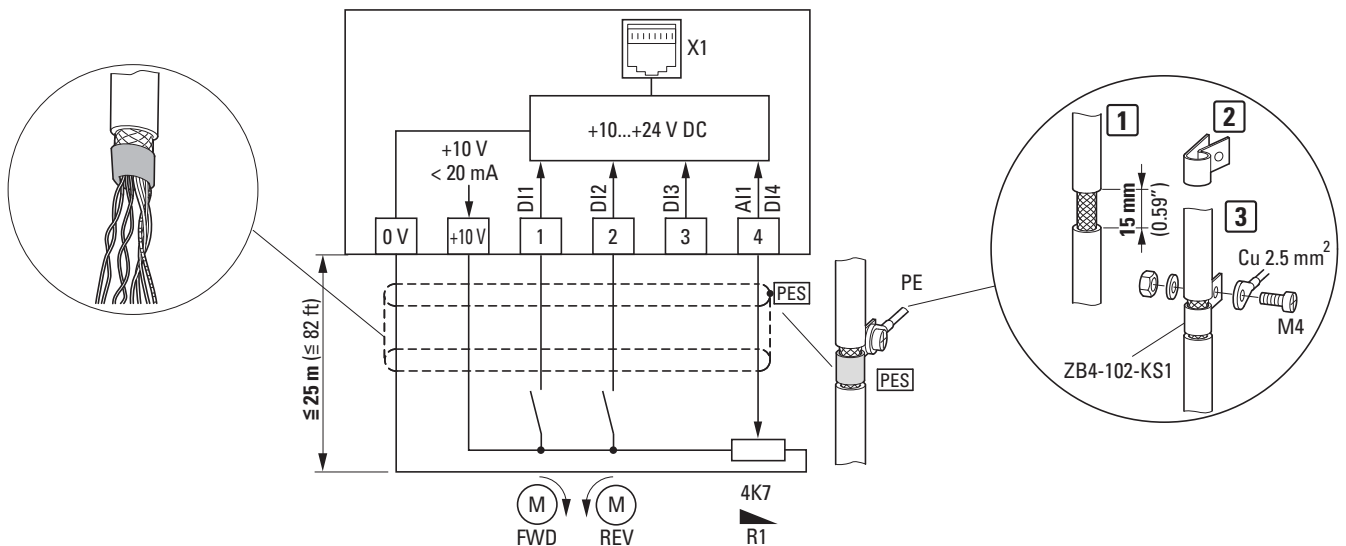 X1
+10...+24 V DC
+10 V
< 20 mA
DI1
DI2
DI3
AI1
DI4
0 V
+10 V
1
2
3
4
≦ 25 m (≦ 82 ft)
PES
PE
PES
M
FWD
M
REV
4K7
R1
1
2
15 mm
(0.59″)
3
Cu 2.5 mm²
M4
ZB4-102-KS1